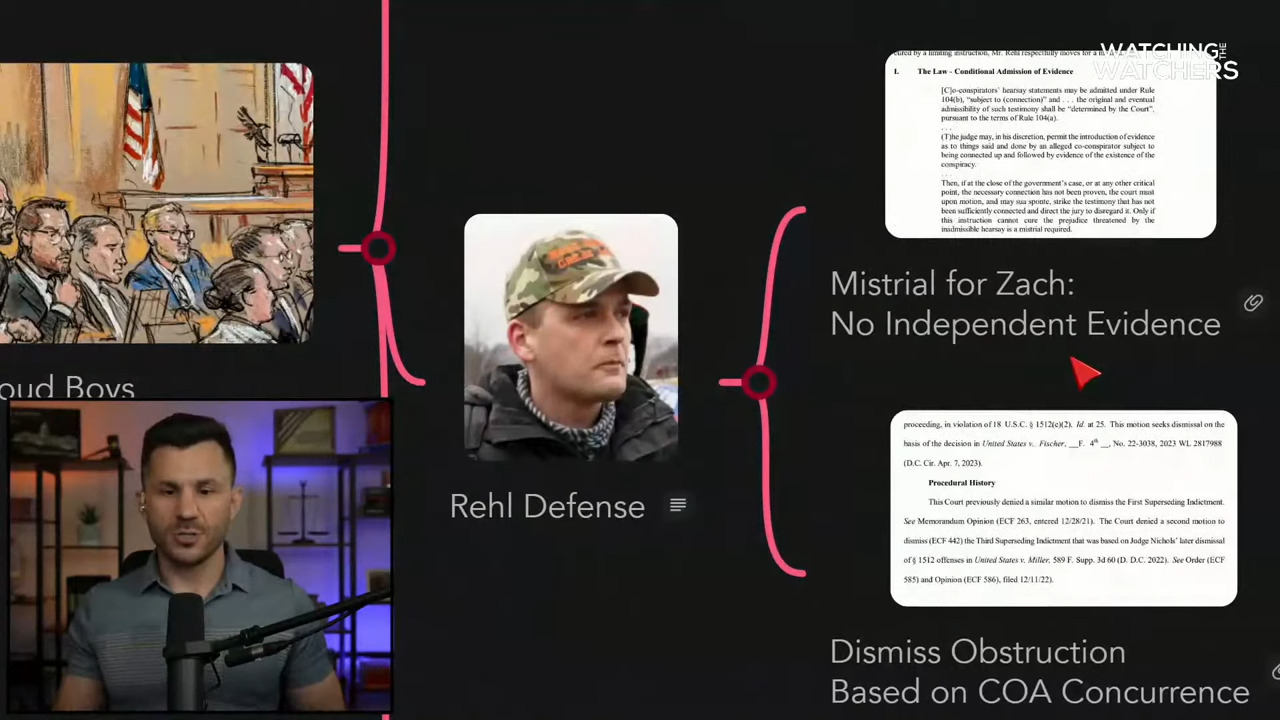 WATCHING THE
WATCHERS
cured by a limiting instruction, Mr. Rehl respectfully moves for a
I. The Law - Conditional Admission of Evidence
[C]o-conspirators' hearsay statements may be admitted under Rule
104(b), "subject to (connection)" and . . . the original and eventual
admissibility of such testimony shall be "determined by the Court",
pursuant to the terms of Rule 104(a).
. . .
(T)he judge may, in his discretion, permit the introduction of evidence
as to things said and done by an alleged co-conspirator subject to
being connected up and followed by evidence of the existence of the
conspiracy.
. . .
Then, if at the close of the government's case, or at any other critical
point, the necessary connection has not been proven, the court must
upon motion, and may sua sponte, strike the testimony that has not
been sufficiently connected and direct the jury to disregard it. Only if
this instruction cannot cure the prejudice threatened by the
inadmissible hearsay is a mistrial required.
Mistrial for Zach:
No Independent Evidence
oud Boys
Rehl Defense
proceeding, in violation of 18 U.S.C. § 1512(c)(2). Id. at 25. This motion seeks dismissal on the
basis of the decision in United States v. Fischer, __F. 4th __, No. 22-3038, 2023 WL 2817988
(D.C. Cir. Apr. 7, 2023).
Procedural History
This Court previously denied a similar motion to dismiss the First Superseding Indictment.
See Memorandum Opinion (ECF 263, entered 12/28/21). The Court denied a second motion to
dismiss (ECF 442) the Third Superseding Indictment that was based on Judge Nichols' later dismissal
of § 1512 offenses in United States v. Miller, 589 F. Supp. 3d 60 (D. D.C. 2022). See Order (ECF
585) and Opinion (ECF 586), filed 12/11/22).
Dismiss Obstruction
Based on COA Concurrence